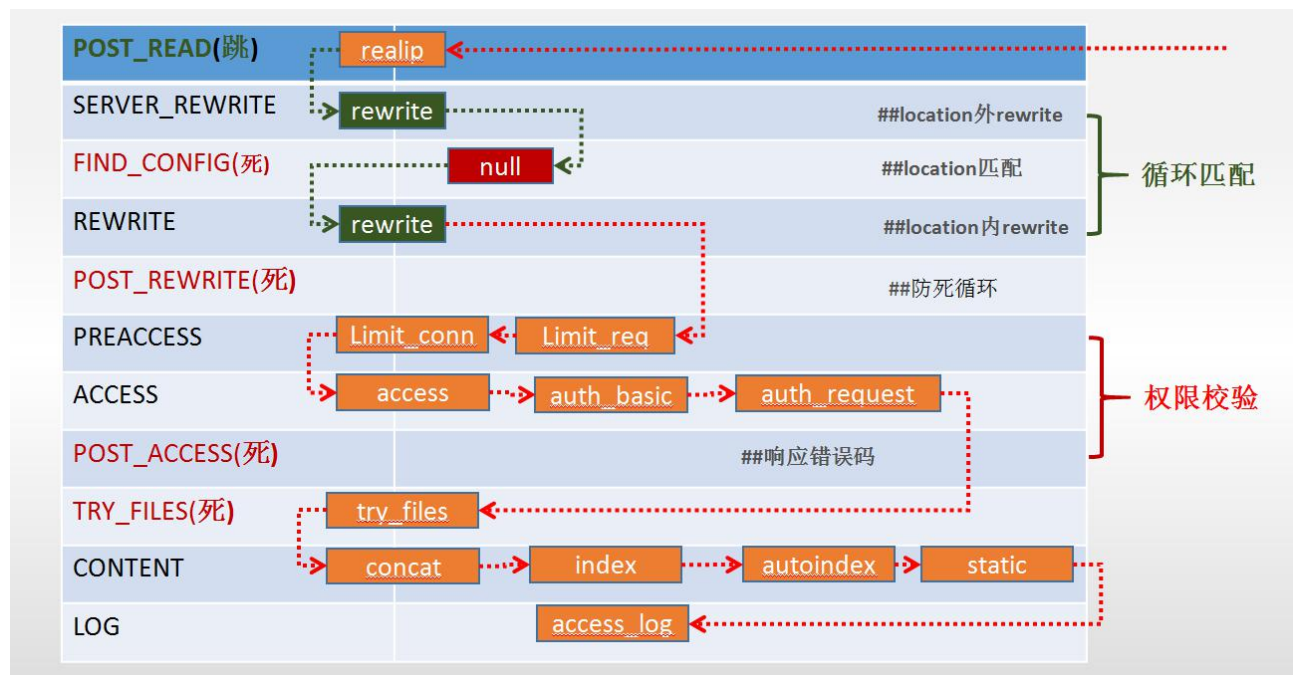 POST_READ(跳) realip
SERVER_REWRITE rewrite ##location外rewrite
FIND_CONFIG(死) null ##location匹配 循环匹配
REWRITE rewrite ##location内rewrite
POST_REWRITE(死) ##防死循环
PREACCESS Limit_conn Limit_req
ACCESS access auth_basic auth_request 权限校验
POST_ACCESS(死) ##响应错误码
TRY_FILES(死) try_files
CONTENT concat index autoindex static
LOG access_log